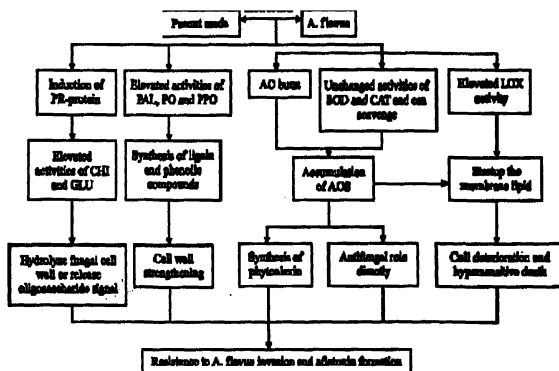 Peanut seeds
A. flavus
Induction of
PR-protein
Elevated activities of
PAL, PO and PPO
AO burst
Unchanged activities of
SOD and CAT and
scavenge
Elevated LOX
activity
Elevated
activities of CHI
and GLU
Synthesis of lignin
and phenolic
compounds
Accumulation
of AOS
the
membrane lipid
Hydrolyze fungal cell
wall or release
oligosaccharide signal
Cell wall
strengthening
Synthesis of
phytoalexin
Antifungal role
directly
Cell deterioration and
hypersensitive death
Resistance to A. flavus invasion and aflatoxin formation